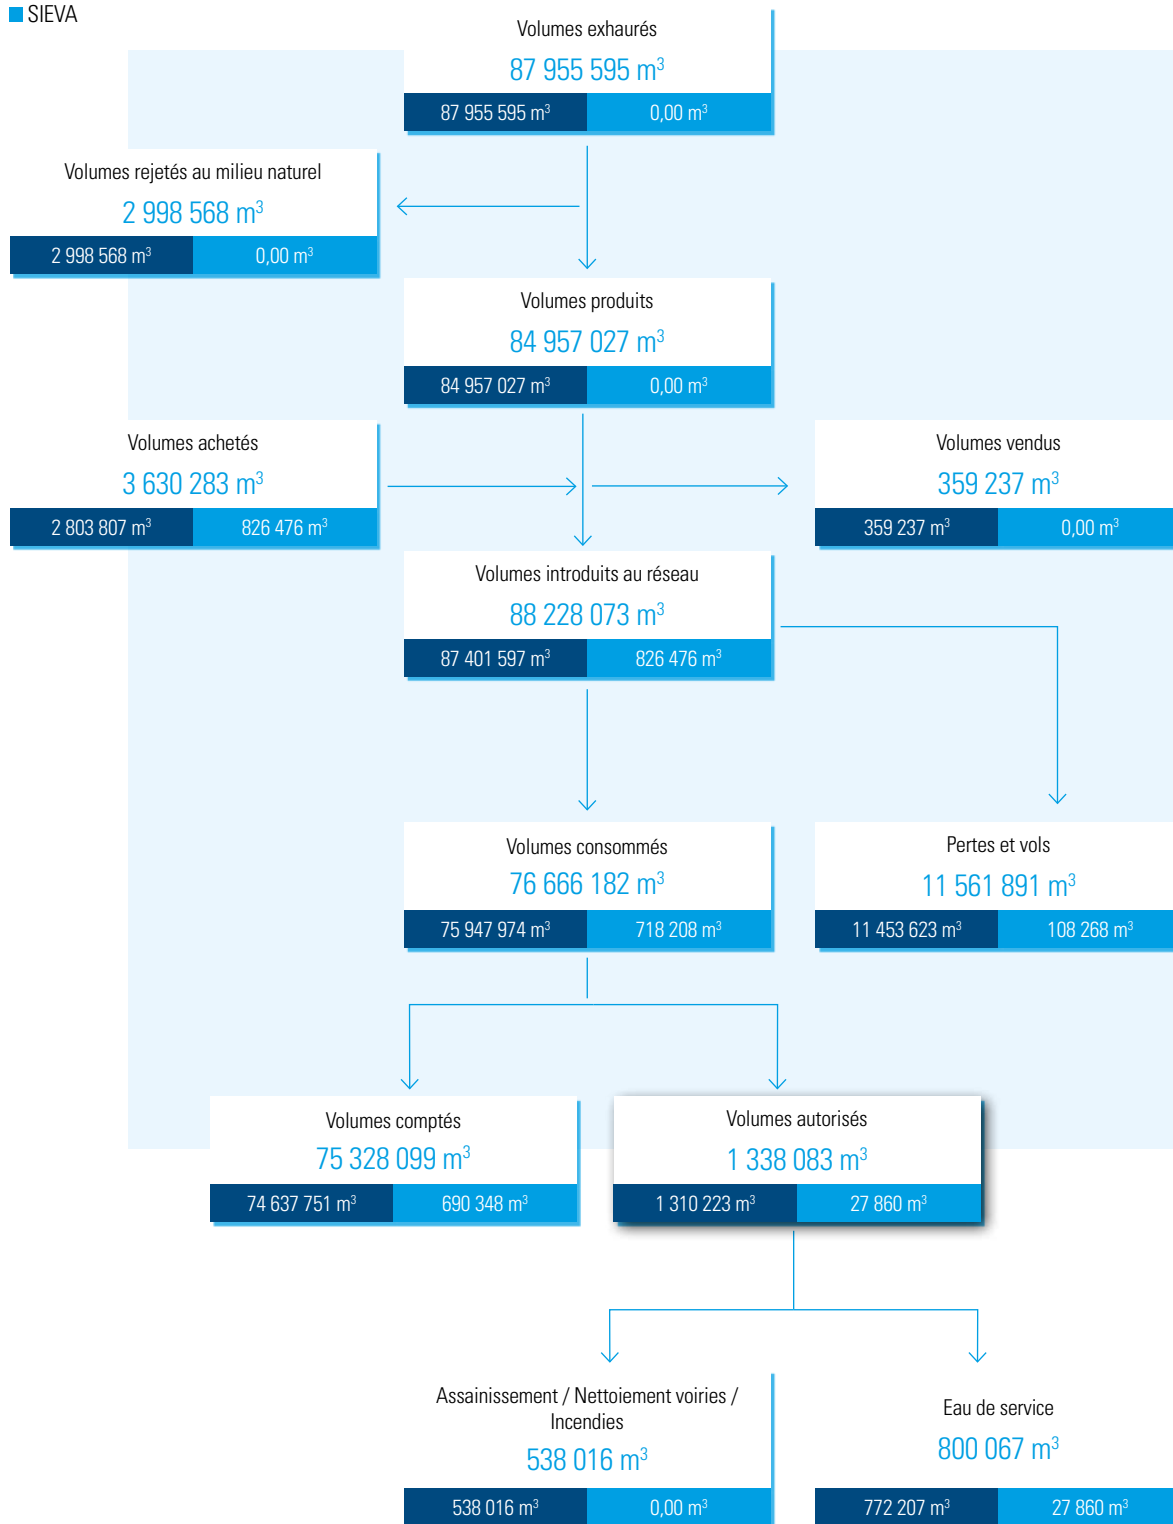 SIEVA
Volumes exhaurés
87 955 595 m³
87 955 595 m³ 0,00 m³
Volumes rejetés au milieu naturel
2 998 568 m³
2 998 568 m³ 0,00 m³
Volumes produits
84 957 027 m³
84 957 027 m³ 0,00 m³
Volumes achetés
3 630 283 m³
2 803 807 m³ 826 476 m³
Volumes vendus
359 237 m³
359 237 m³ 0,00 m³
Volumes introduits au réseau
88 228 073 m³
87 401 597 m³ 826 476 m³
Volumes consommés
76 666 182 m³
75 947 974 m³ 718 208 m³
Pertes et vols
11 561 891 m³
11 453 623 m³ 108 268 m³
Volumes comptés
75 328 099 m³
74 637 751 m³ 690 348 m³
Volumes autorisés
1 338 083 m³
1 310 223 m³ 27 860 m³
Assainissement / Nettoiement voiries /
Incendies
538 016 m³
538 016 m³ 0,00 m³
Eau de service
800 067 m³
772 207 m³ 27 860 m³